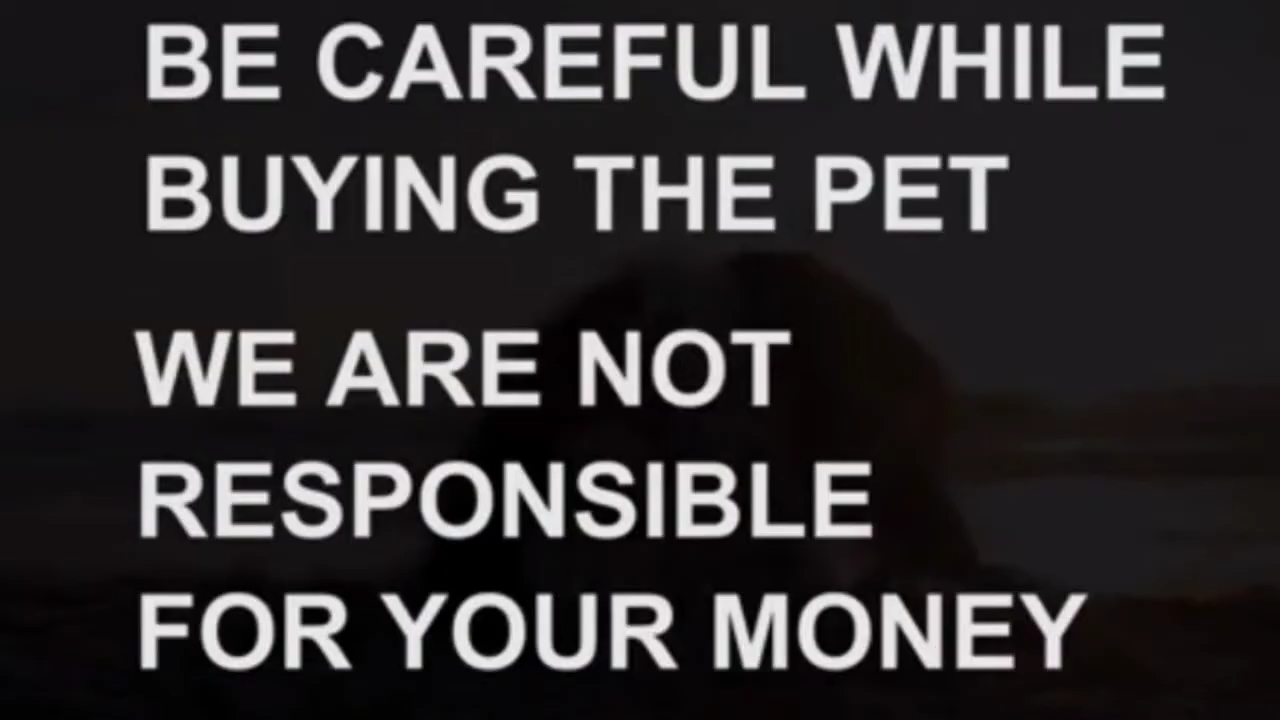 BE CAREFUL WHILE
BUYING THE PET
WE ARE NOT
RESPONSIBLE
FOR YOUR MONEY